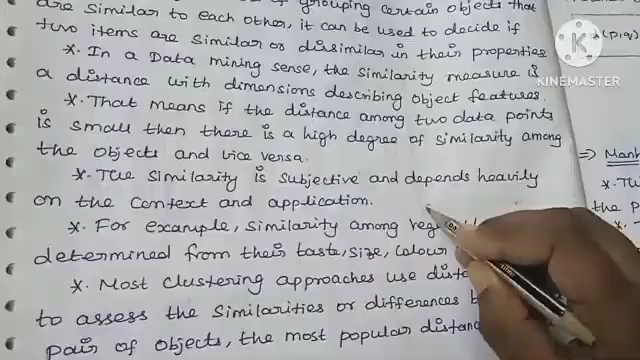 of grouping certain objects that
are similar to each other, it can be used to decide if
two items are similar or dissimilar in their properties
*. In a Data mining sense, the similarity measure is
a distance with dimensions describing object features.
*. That means if the distance among two data points
is small then there is a high degree of similarity among
the objects and vice versa.
*. The similarity is subjective and depends heavily
on the context and application.
*. For example, similarity among
determined from their taste, size, colour
*. Most clustering approaches use
to assess the similarities or differences
pair of objects, the most popular
d(p,q)
=> Manh
the p
KINEMASTER